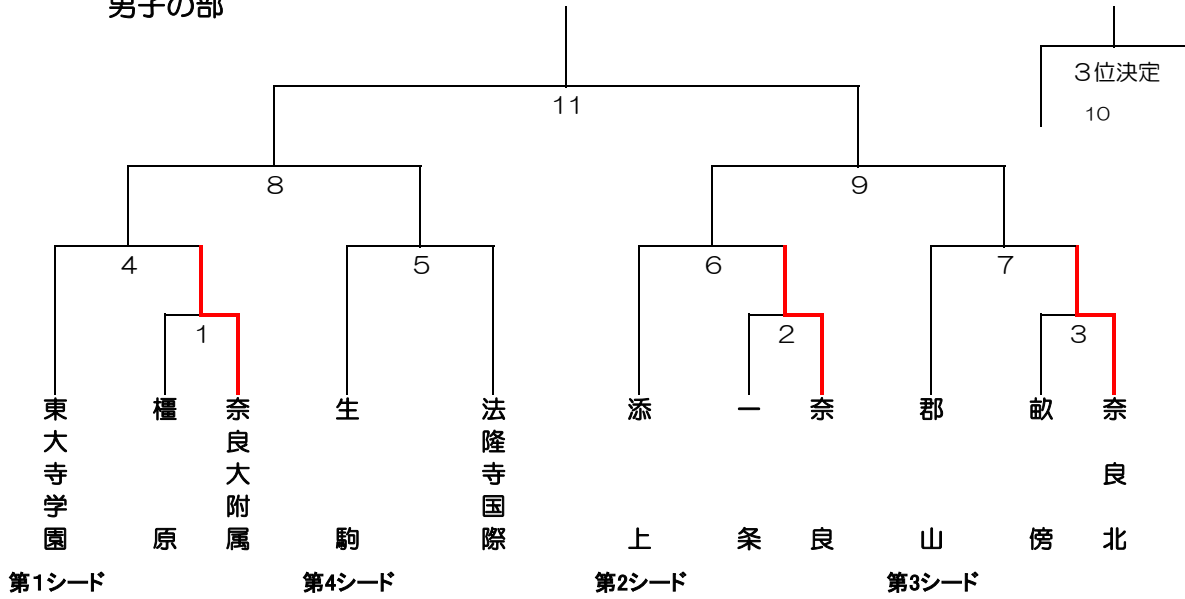 男子の部
３位決定
10
11
8
9
4
5
6
7
1
2
3
東大寺学園
橿原
奈良大附属
生駒
法隆寺国際
添上
一条
奈良
郡山
畝傍
奈良北
第1シード
第4シード
第2シード
第3シード